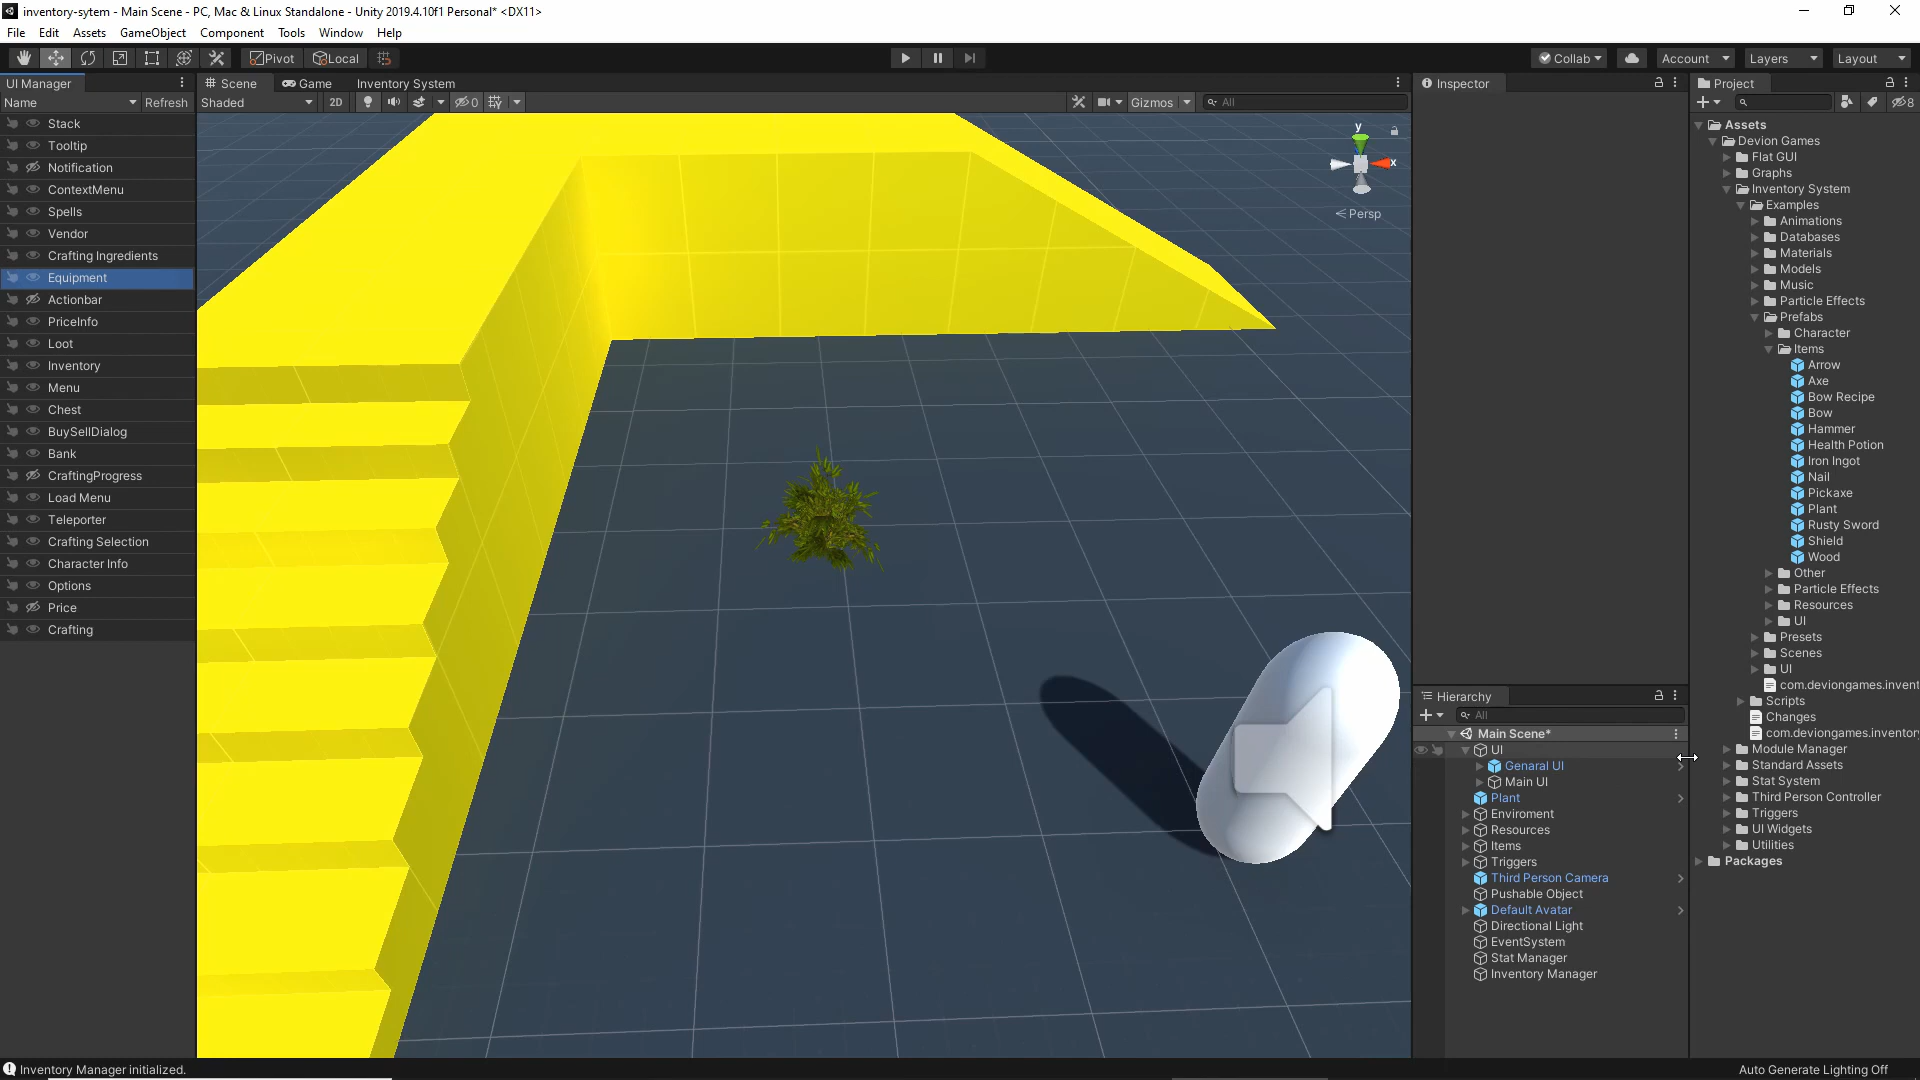 inventory-sytem - Main Scene - PC, Mac & Linux Standalone - Unity 2019.4.10f1 Personal* <DX11>
File Edit Assets GameObject Component Tools Window Help
Pivot Local Collab Account Layers Layout
UI Manager
Name Refresh
Stack
Tooltip
Notification
ContextMenu
Spells
Vendor
Crafting Ingredients
Equipment
Actionbar
PriceInfo
Loot
Inventory
Menu
Chest
BuySellDialog
Bank
CraftingProgress
Load Menu
Teleporter
Crafting Selection
Character Info
Options
Price
Crafting
Scene Game Inventory System
Shaded 2D 0 Gizmos All
y
x
Persp
Inspector
Hierarchy
All
Main Scene*
UI
Genaral UI
Main UI
Plant
Enviroment
Resources
Items
Triggers
Third Person Camera
Pushable Object
Default Avatar
Directional Light
EventSystem
Stat Manager
Inventory Manager
Project
8
Assets
Devion Games
Flat GUI
Graphs
Inventory System
Examples
Animations
Databases
Materials
Models
Music
Particle Effects
Prefabs
Character
Items
Arrow
Axe
Bow Recipe
Bow
Hammer
Health Potion
Iron Ingot
Nail
Pickaxe
Plant
Rusty Sword
Shield
Wood
Other
Particle Effects
Resources
UI
Presets
Scenes
UI
com.deviongames.invent
Scripts
Changes
com.deviongames.inventory
Module Manager
Standard Assets
Stat System
Third Person Controller
Triggers
UI Widgets
Utilities
Packages
Inventory Manager initialized.
Auto Generate Lighting Off